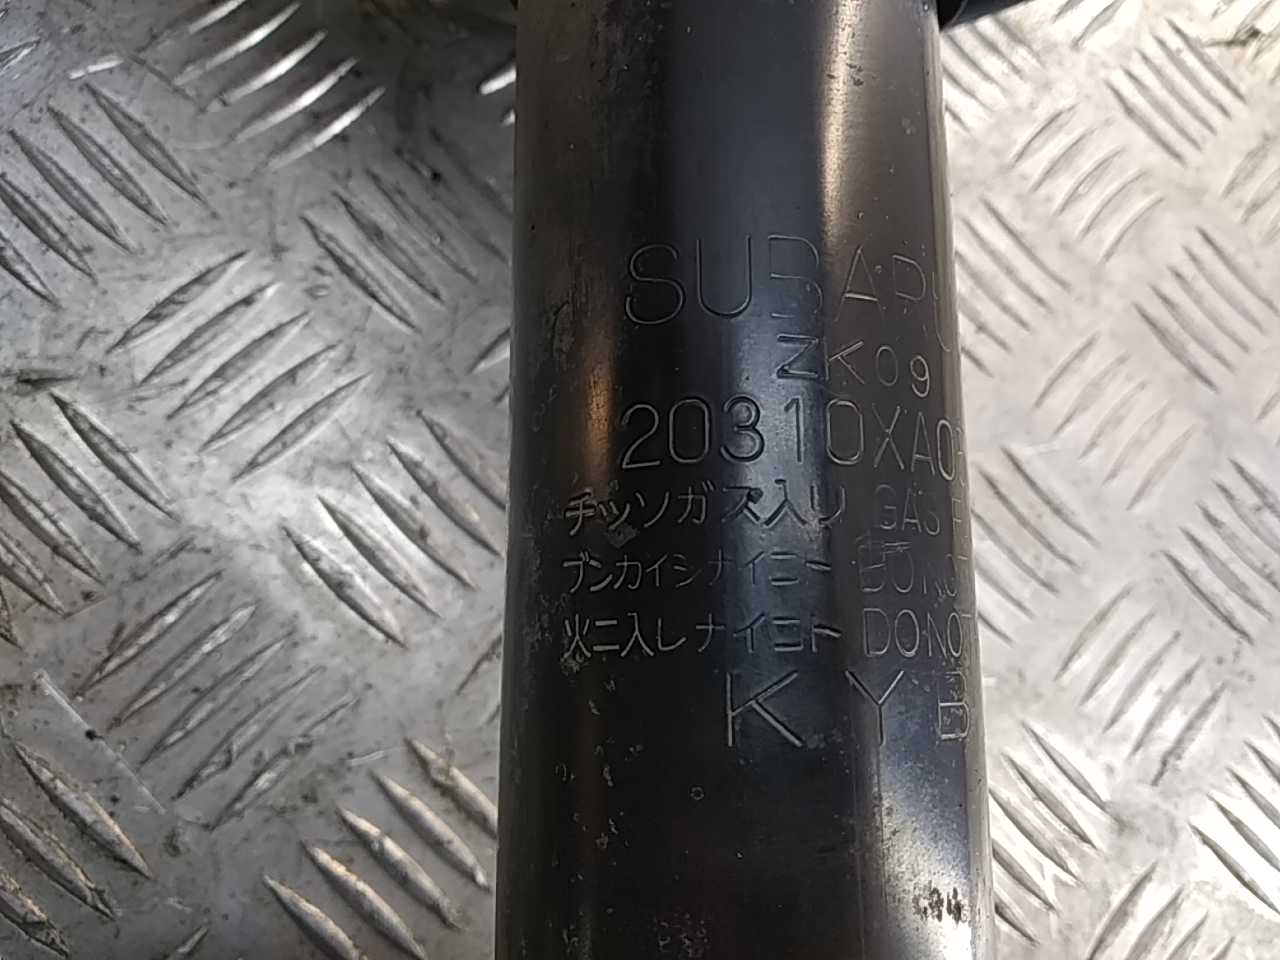 SUBARU
ZK09
20310XA0
チッソガス入リ GAS
ブンカイシナイコト DO NOT
火ニ入レナイコト DO NOT
KYB